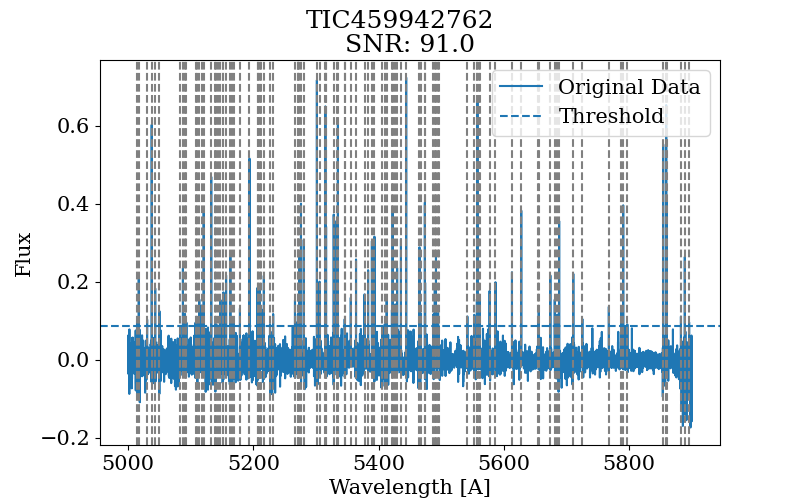 TIC459942762
SNR: 91.0
Original Data
Threshold
0.6
0.4
0.2
0.0
−0.2
Flux
5000 5200 5400 5600 5800
Wavelength [A]